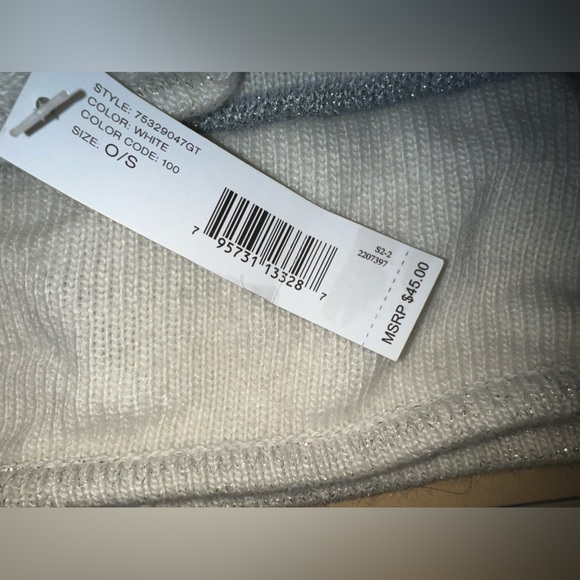 STYLE: 75329047GT
COLOR: WHITE
COLOR CODE: 100
SIZE: O/S
7 95731 13328 7
S2-2
2207397
MSRP $45.00